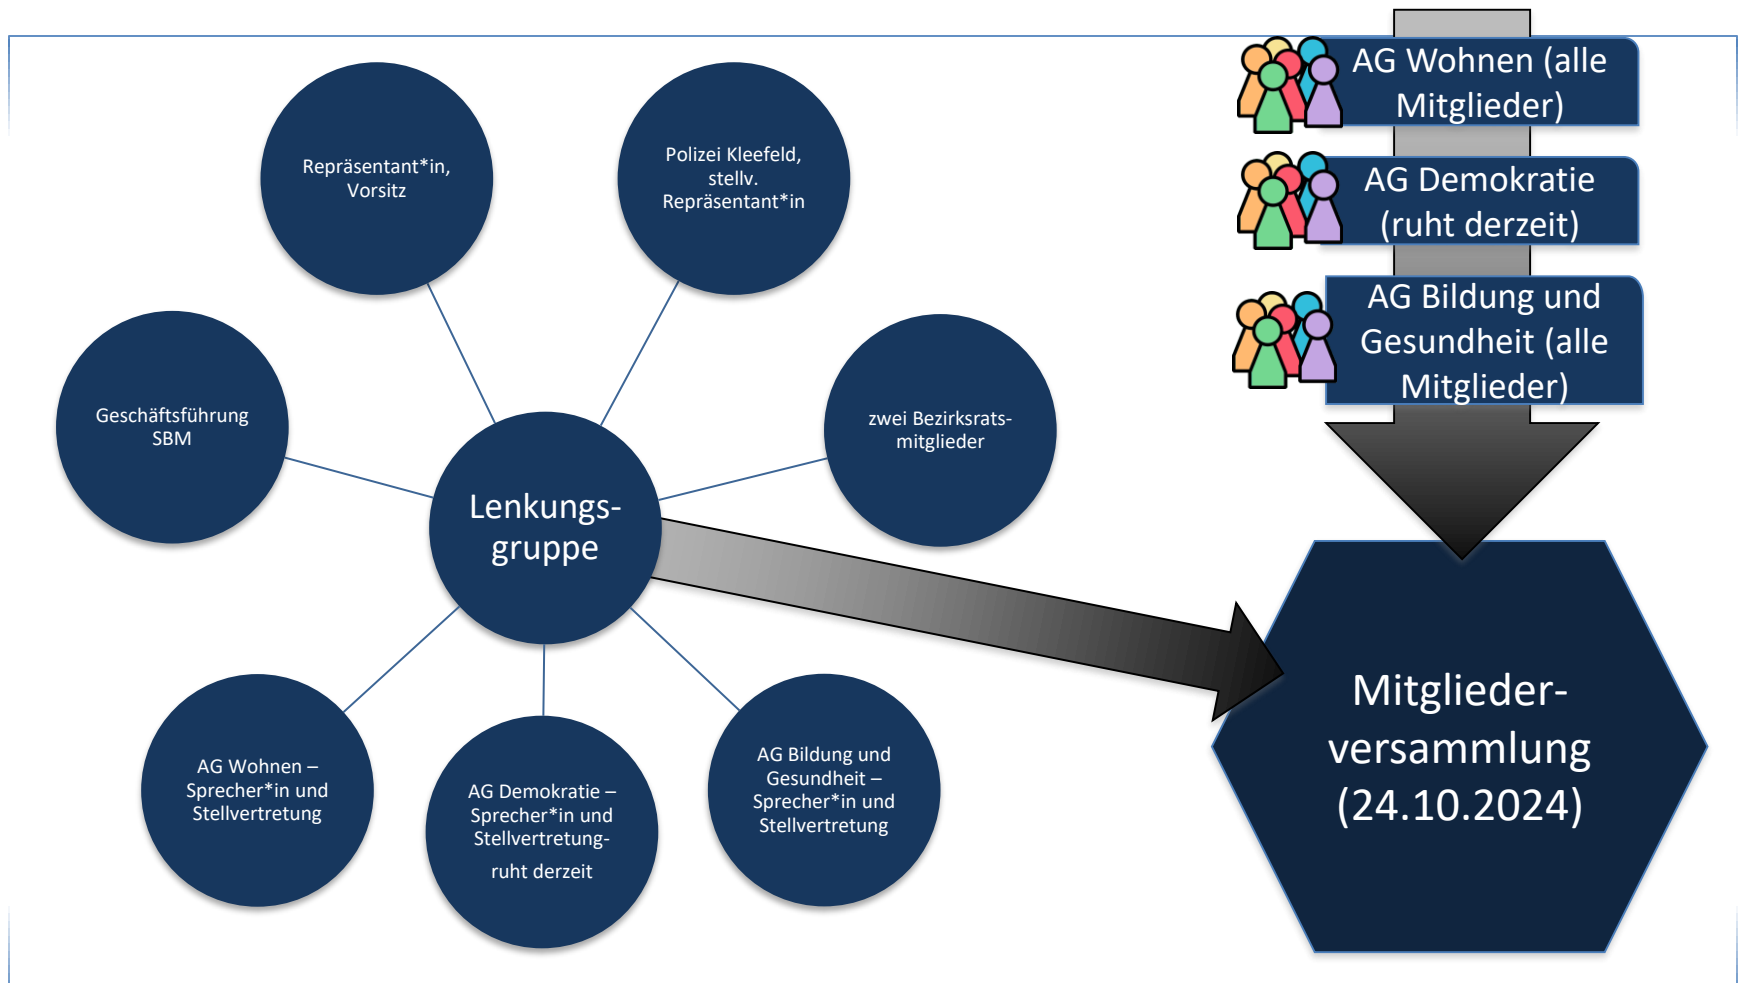 Repräsentant*in,
Vorsitz
Polizei Kleefeld,
stellv.
Repräsentant*in
Geschäftsführung
SBM
zwei Bezirksrats-
mitglieder
Lenkungs-
gruppe
AG Wohnen –
Sprecher*in und
Stellvertretung
AG Demokratie –
Sprecher*in und
Stellvertretung-
ruht derzeit
AG Bildung und
Gesundheit –
Sprecher*in und
Stellvertretung
AG Wohnen (alle
Mitglieder)
AG Demokratie
(ruht derzeit)
AG Bildung und
Gesundheit (alle
Mitglieder)
Mitglieder-
versammlung
(24.10.2024)